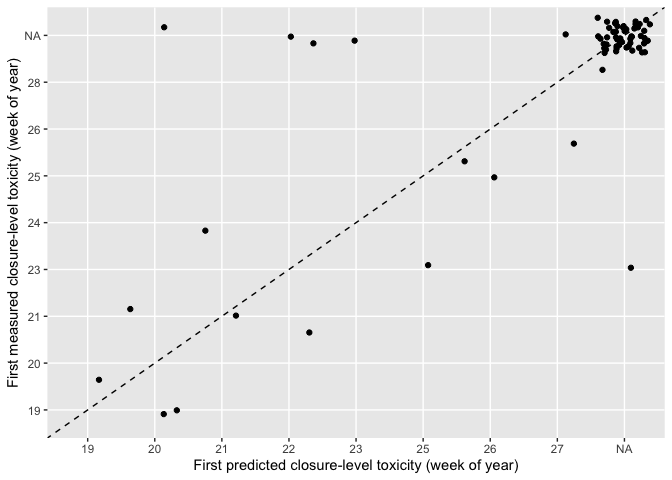 First measured closure-level toxicity (week of year)
NA
28
26
25
24
23
21
20
19
19 20 21 22 23 25 26 27 NA
First predicted closure-level toxicity (week of year)